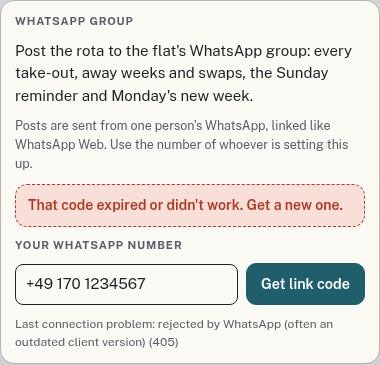 WHATSAPP GROUP
Post the rota to the flat's WhatsApp group: every
take-out, away weeks and swaps, the Sunday
reminder and Monday's new week.
Posts are sent from one person's WhatsApp, linked like
WhatsApp Web. Use the number of whoever is setting this
up.
That code expired or didn't work. Get a new one.
YOUR WHATSAPP NUMBER
+49 170 1234567
Get link code
Last connection problem: rejected by WhatsApp (often an
outdated client version) (405)